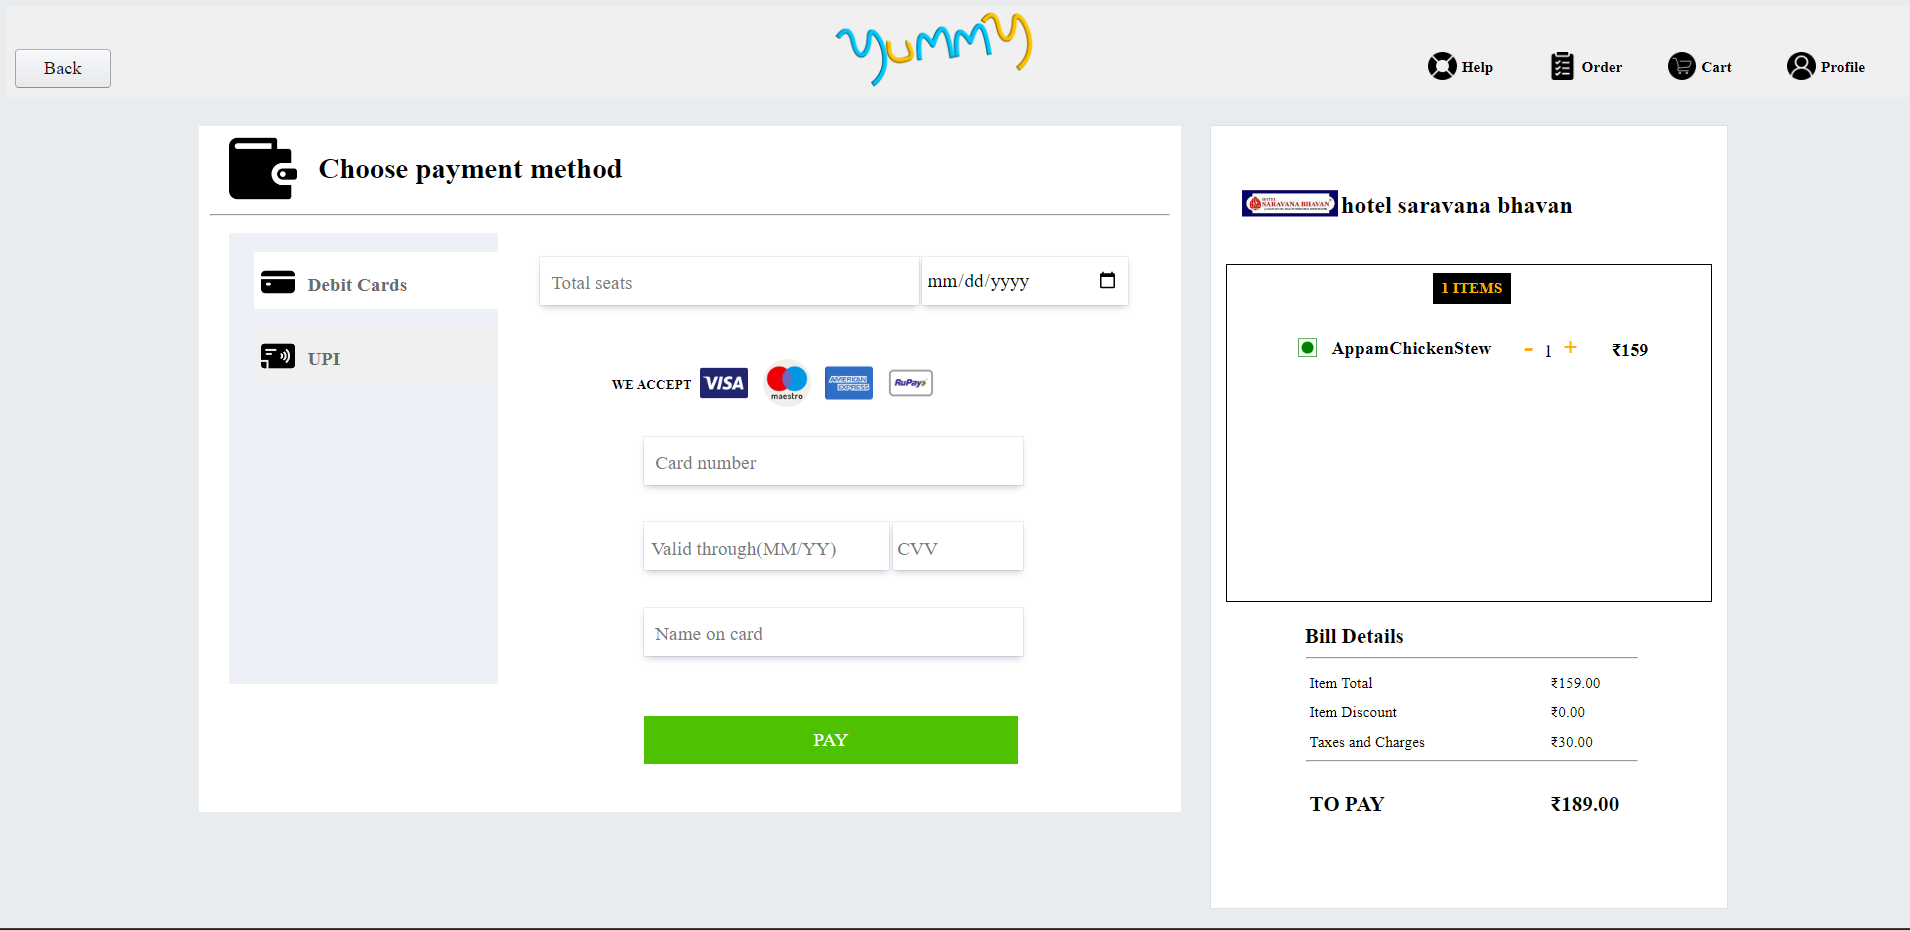 yummy
Back
Help
Order
Cart
Profile
Choose payment method
Debit Cards
UPI
Total seats
mm/dd/yyyy
WE ACCEPT VISA maestro AMERICAN EXPRESS RuPay
Card number
Valid through(MM/YY)
CVV
Name on card
PAY
HOTEL
SARAVANA BHAVAN
hotel saravana bhavan
1 ITEMS
AppamChickenStew - 1 + ₹159
Bill Details
Item Total ₹159.00
Item Discount ₹0.00
Taxes and Charges ₹30.00
TO PAY ₹189.00